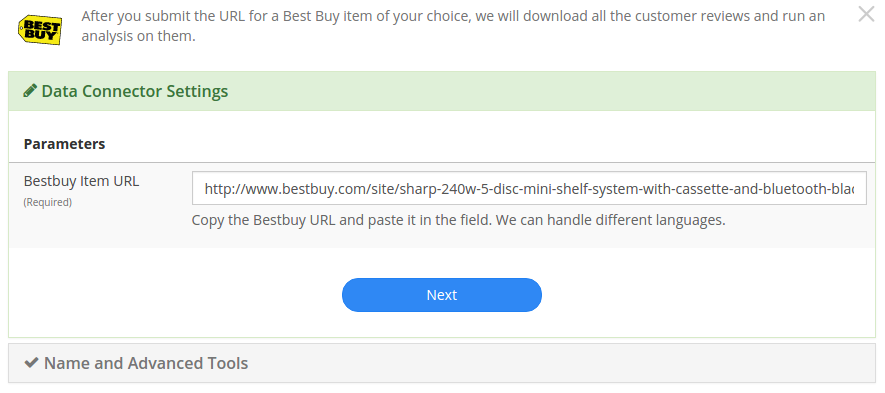 BEST
BUY
After you submit the URL for a Best Buy item of your choice, we will download all the customer reviews and run an
analysis on them.
Data Connector Settings
Parameters
Bestbuy Item URL
(Required)
http://www.bestbuy.com/site/sharp-240w-5-disc-mini-shelf-system-with-cassette-and-bluetooth-blac
Copy the Bestbuy URL and paste it in the field. We can handle different languages.
Next
Name and Advanced Tools